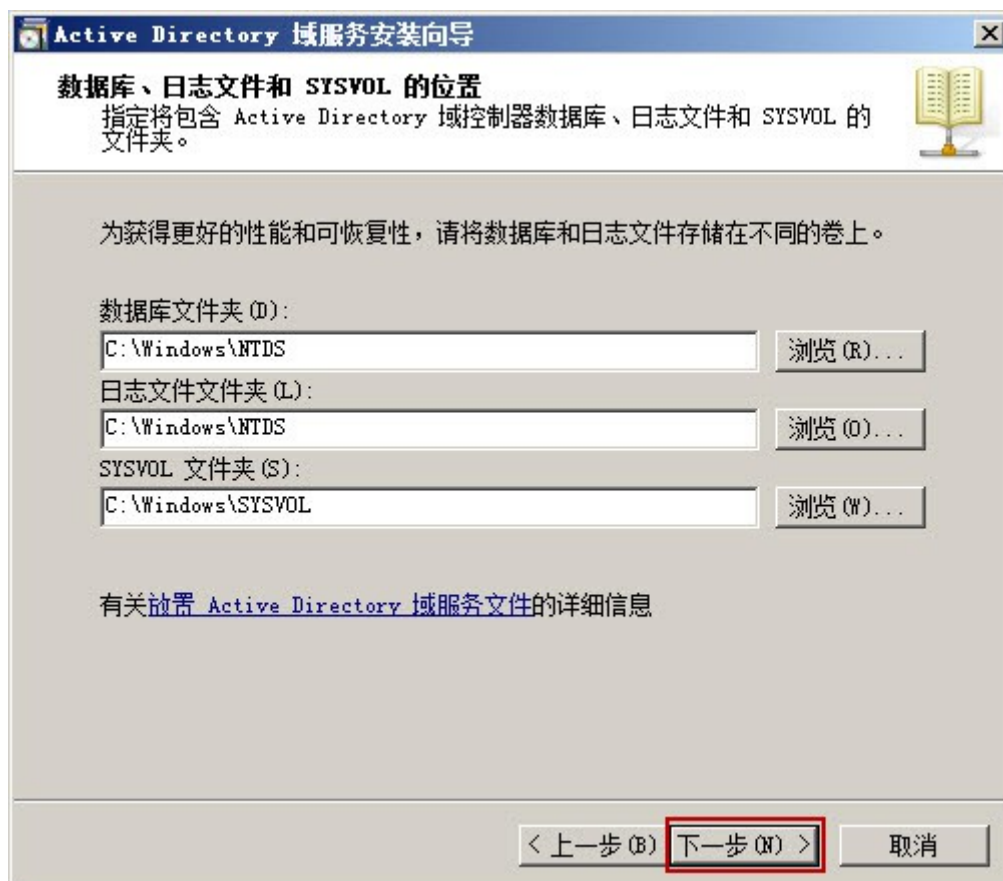 Active Directory 域服务安装向导
数据库、日志文件和 SYSVOL 的位置
指定将包含 Active Directory 域控制器数据库、日志文件和 SYSVOL 的
文件夹。
为获得更好的性能和可恢复性，请将数据库和日志文件存储在不同的卷上。
数据库文件夹(D):
C:\Windows\NTDS 浏览(R)...
日志文件文件夹(L):
C:\Windows\NTDS 浏览(O)...
SYSVOL 文件夹(S):
C:\Windows\SYSVOL 浏览(W)...
有关放置 Active Directory 域服务文件的详细信息
< 上一步(B) 下一步(N) > 取消